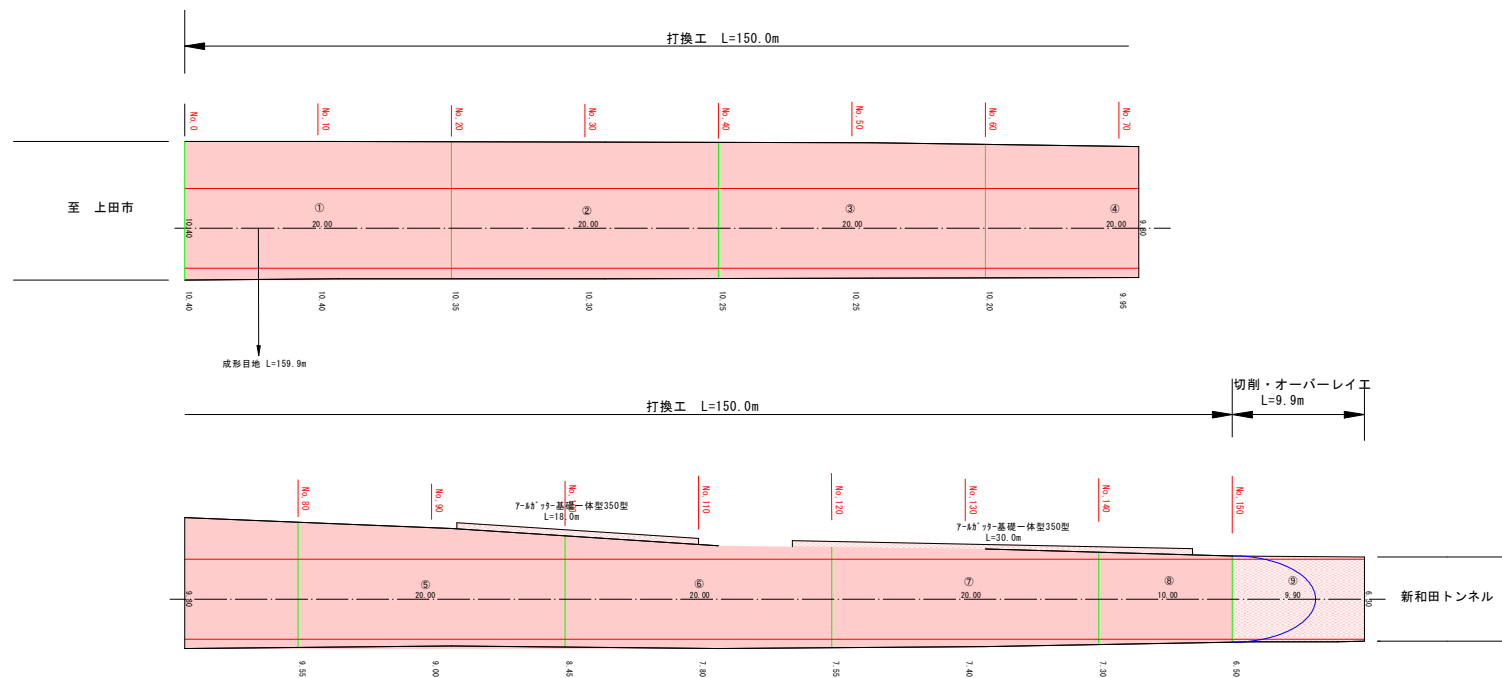 打換工 L=150.0m
No.0
No.10
No.20
No.30
No.40
No.50
No.60
No.70
至 上田市
①
20.00
②
20.00
③
20.00
④
20.00
10.40
9.80
10.40
10.40
10.35
10.30
10.25
10.25
10.20
9.95
成形目地 L=159.9m
切削・オーバーレイエ
L=9.9m
打換工 L=150.0m
No.80
No.90
No.110
No.120
No.130
No.140
No.150
アールガッター基礎一体型350型
L=18.0m
アールガッター基礎一体型350型
L=30.0m
⑤
20.00
⑥
20.00
⑦
20.00
⑧
10.00
⑨
9.90
9.80
新和田トンネル
9.55
9.00
8.45
7.80
7.55
7.40
7.30
6.50